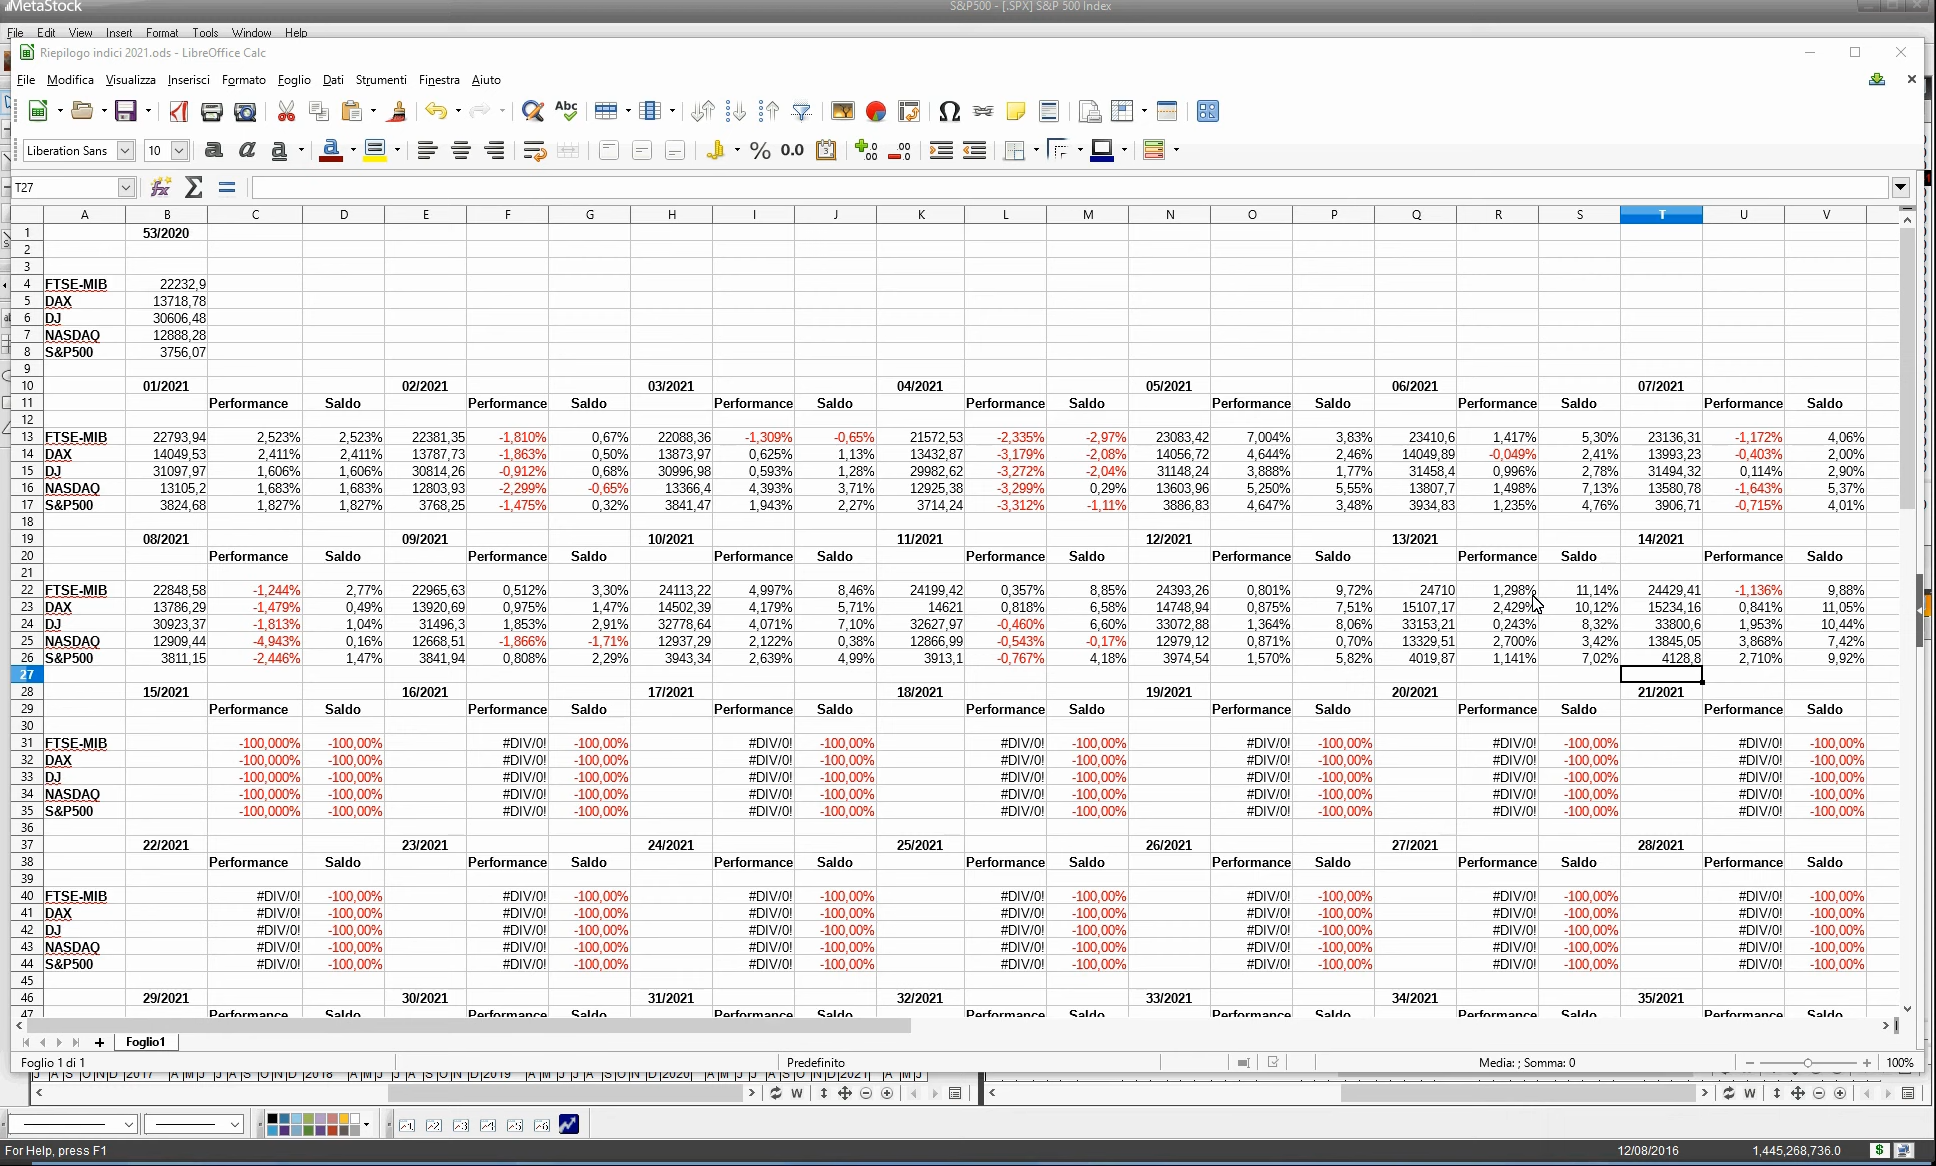 MetaStock
S&P500 - [.SPX] S&P 500 Index
File Edit View Insert Format Tools Window Help
Riepilogo indici 2021.ods - LibreOffice Calc
File Modifica Visualizza Inserisci Formato Foglio Dati Strumenti Finestra Aiuto
Liberation Sans 10
T27
A B C D E F G H I J K L M N O P Q R S T U V
1 53/2020
2
3
4 FTSE-MIB 22232,9
5 DAX 13718,78
6 DJ 30606,48
7 NASDAQ 12888,28
8 S&P500 3756,07
9
10 01/2021 02/2021 03/2021 04/2021 05/2021 06/2021 07/2021
11 Performance Saldo Performance Saldo Performance Saldo Performance Saldo Performance Saldo Performance Saldo Performance Saldo
12
13 FTSE-MIB 22793,94 2,523% 2,523% 22381,35 -1,810% 0,67% 22088,36 -1,309% -0,65% 21572,53 -2,335% -2,97% 23083,42 7,004% 3,83% 23410,6 1,417% 5,30% 23136,31 -1,172% 4,06%
14 DAX 14049,53 2,411% 2,411% 13787,73 -1,863% 0,50% 13873,97 0,625% 1,13% 13432,87 -3,179% -2,08% 14056,72 4,644% 2,46% 14049,89 -0,049% 2,41% 13993,23 -0,403% 2,00%
15 DJ 31097,97 1,606% 1,606% 30814,26 -0,912% 0,68% 30996,98 0,593% 1,28% 29982,62 -3,272% -2,04% 31148,24 3,888% 1,77% 31458,4 0,996% 2,78% 31494,32 0,114% 2,90%
16 NASDAQ 13105,2 1,683% 1,683% 12803,93 -2,299% -0,65% 13366,4 4,393% 3,71% 12925,38 -3,299% 0,29% 13603,96 5,250% 5,55% 13807,7 1,498% 7,13% 13580,78 -1,643% 5,37%
17 S&P500 3824,68 1,827% 1,827% 3768,25 -1,475% 0,32% 3841,47 1,943% 2,27% 3714,24 -3,312% -1,11% 3886,83 4,647% 3,48% 3934,83 1,235% 4,76% 3906,71 -0,715% 4,01%
18
19 08/2021 09/2021 10/2021 11/2021 12/2021 13/2021 14/2021
20 Performance Saldo Performance Saldo Performance Saldo Performance Saldo Performance Saldo Performance Saldo Performance Saldo
21
22 FTSE-MIB 22848,58 -1,244% 2,77% 22965,63 0,512% 3,30% 24113,22 4,997% 8,46% 24199,42 0,357% 8,85% 24393,26 0,801% 9,72% 24710 1,298% 11,14% 24429,41 -1,136% 9,88%
23 DAX 13786,29 -1,479% 0,49% 13920,69 0,975% 1,47% 14502,39 4,179% 5,71% 14621 0,818% 6,58% 14748,94 0,875% 7,51% 15107,17 2,429% 10,12% 15234,16 0,841% 11,05%
24 DJ 30923,37 -1,813% 1,04% 31496,3 1,853% 2,91% 32778,64 4,071% 7,10% 32627,97 -0,460% 6,60% 33072,88 1,364% 8,06% 33153,21 0,243% 8,32% 33800,6 1,953% 10,44%
25 NASDAQ 12909,44 -4,943% 0,16% 12668,51 -1,866% -1,71% 12937,29 2,122% 0,38% 12866,99 -0,543% -0,17% 12979,12 0,871% 0,70% 13329,51 2,700% 3,42% 13845,05 3,868% 7,42%
26 S&P500 3811,15 -2,446% 1,47% 3841,94 0,808% 2,29% 3943,34 2,639% 4,99% 3913,1 -0,767% 4,18% 3974,54 1,570% 5,82% 4019,87 1,141% 7,02% 4128,8 2,710% 9,92%
27
28 15/2021 16/2021 17/2021 18/2021 19/2021 20/2021 21/2021
29 Performance Saldo Performance Saldo Performance Saldo Performance Saldo Performance Saldo Performance Saldo Performance Saldo
30
31 FTSE-MIB -100,000% -100,00% #DIV/0! -100,00% #DIV/0! -100,00% #DIV/0! -100,00% #DIV/0! -100,00% #DIV/0! -100,00% #DIV/0! -100,00%
32 DAX -100,000% -100,00% #DIV/0! -100,00% #DIV/0! -100,00% #DIV/0! -100,00% #DIV/0! -100,00% #DIV/0! -100,00% #DIV/0! -100,00%
33 DJ -100,000% -100,00% #DIV/0! -100,00% #DIV/0! -100,00% #DIV/0! -100,00% #DIV/0! -100,00% #DIV/0! -100,00% #DIV/0! -100,00%
34 NASDAQ -100,000% -100,00% #DIV/0! -100,00% #DIV/0! -100,00% #DIV/0! -100,00% #DIV/0! -100,00% #DIV/0! -100,00% #DIV/0! -100,00%
35 S&P500 -100,000% -100,00% #DIV/0! -100,00% #DIV/0! -100,00% #DIV/0! -100,00% #DIV/0! -100,00% #DIV/0! -100,00% #DIV/0! -100,00%
36
37 22/2021 23/2021 24/2021 25/2021 26/2021 27/2021 28/2021
38 Performance Saldo Performance Saldo Performance Saldo Performance Saldo Performance Saldo Performance Saldo Performance Saldo
39
40 FTSE-MIB #DIV/0! -100,00% #DIV/0! -100,00% #DIV/0! -100,00% #DIV/0! -100,00% #DIV/0! -100,00% #DIV/0! -100,00% #DIV/0! -100,00%
41 DAX #DIV/0! -100,00% #DIV/0! -100,00% #DIV/0! -100,00% #DIV/0! -100,00% #DIV/0! -100,00% #DIV/0! -100,00% #DIV/0! -100,00%
42 DJ #DIV/0! -100,00% #DIV/0! -100,00% #DIV/0! -100,00% #DIV/0! -100,00% #DIV/0! -100,00% #DIV/0! -100,00% #DIV/0! -100,00%
43 NASDAQ #DIV/0! -100,00% #DIV/0! -100,00% #DIV/0! -100,00% #DIV/0! -100,00% #DIV/0! -100,00% #DIV/0! -100,00% #DIV/0! -100,00%
44 S&P500 #DIV/0! -100,00% #DIV/0! -100,00% #DIV/0! -100,00% #DIV/0! -100,00% #DIV/0! -100,00% #DIV/0! -100,00% #DIV/0! -100,00%
45
46 29/2021 30/2021 31/2021 32/2021 33/2021 34/2021 35/2021
47 Performance Saldo Performance Saldo Performance Saldo Performance Saldo Performance Saldo Performance Saldo Performance Saldo
Foglio1
Foglio 1 di 1 Predefinito Media: ; Somma: 0 100%
For Help, press F1 12/08/2016 1,445,268,736.0